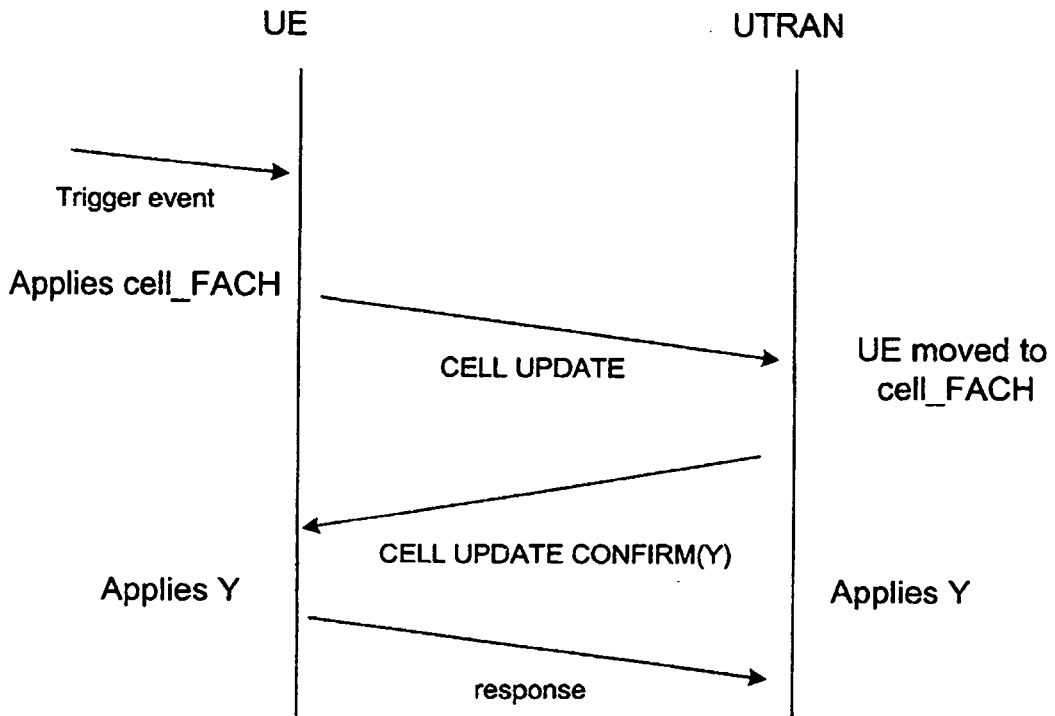 UE UTRAN
Trigger event
Applies cell_FACH
CELL UPDATE
UE moved to
cell_FACH
CELL UPDATE CONFIRM(Y)
Applies Y
Applies Y
response